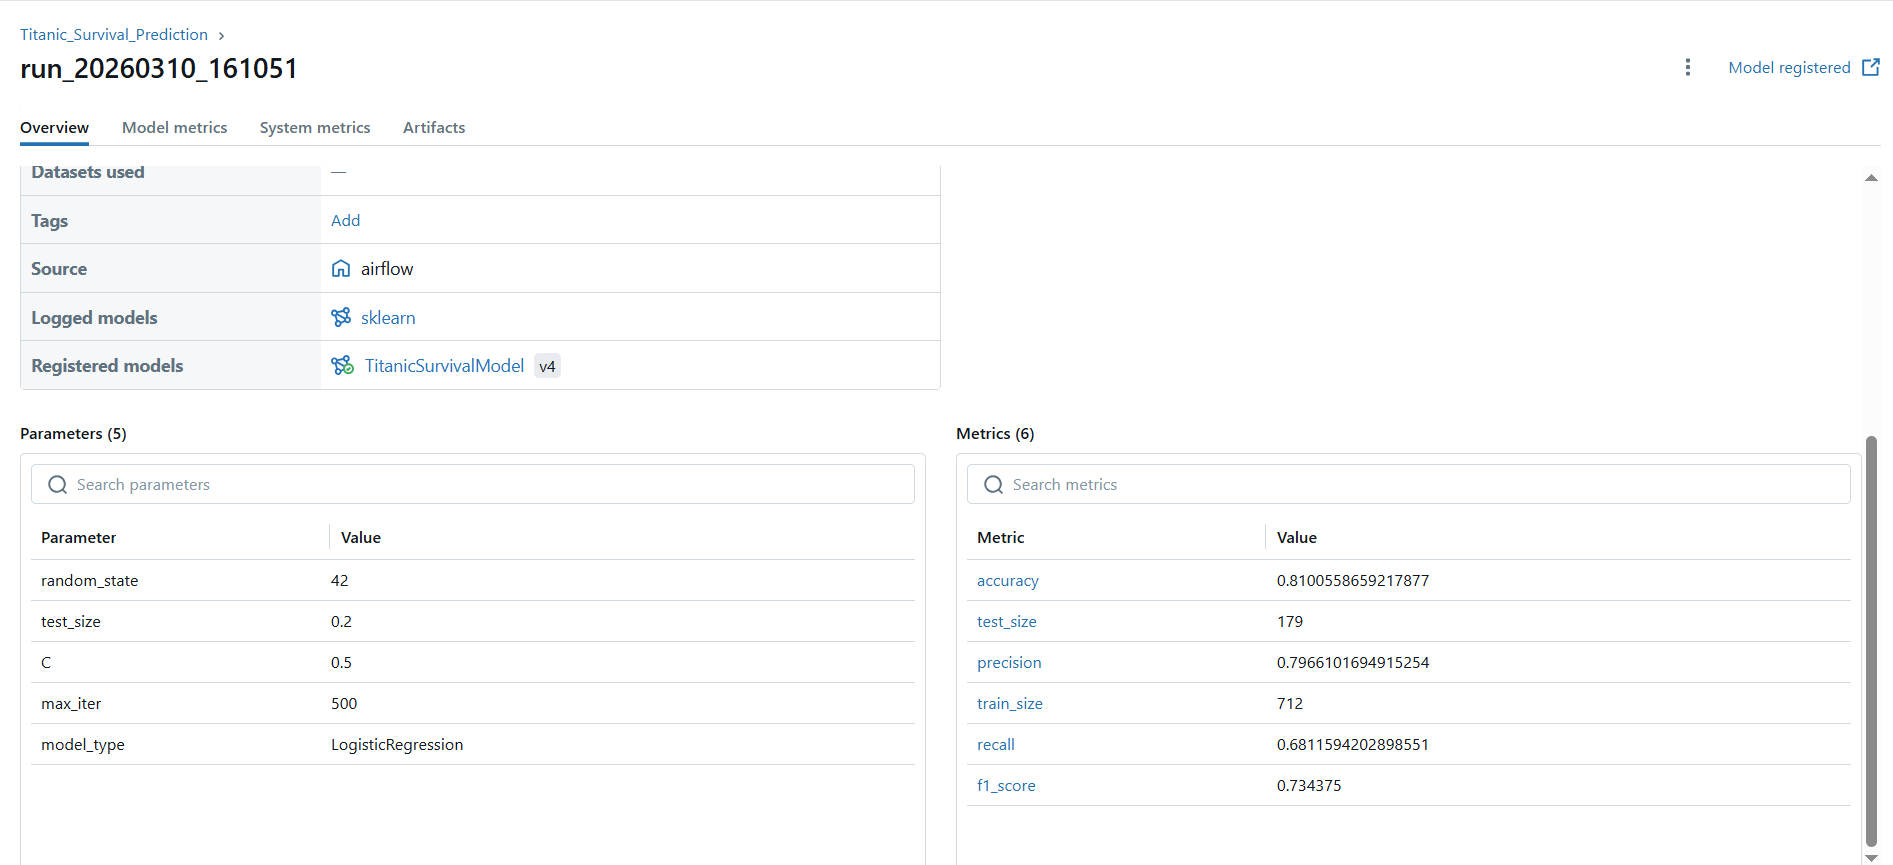 Titanic_Survival_Prediction
run_20260310_161051
Model registered
Overview Model metrics System metrics Artifacts
Datasets used —
Tags Add
Source airflow
Logged models sklearn
Registered models TitanicSurvivalModel v4
Parameters (5)
Search parameters
Parameter Value
random_state 42
test_size 0.2
C 0.5
max_iter 500
model_type LogisticRegression
Metrics (6)
Search metrics
Metric Value
accuracy 0.8100558659217877
test_size 179
precision 0.7966101694915254
train_size 712
recall 0.6811594202898551
f1_score 0.734375